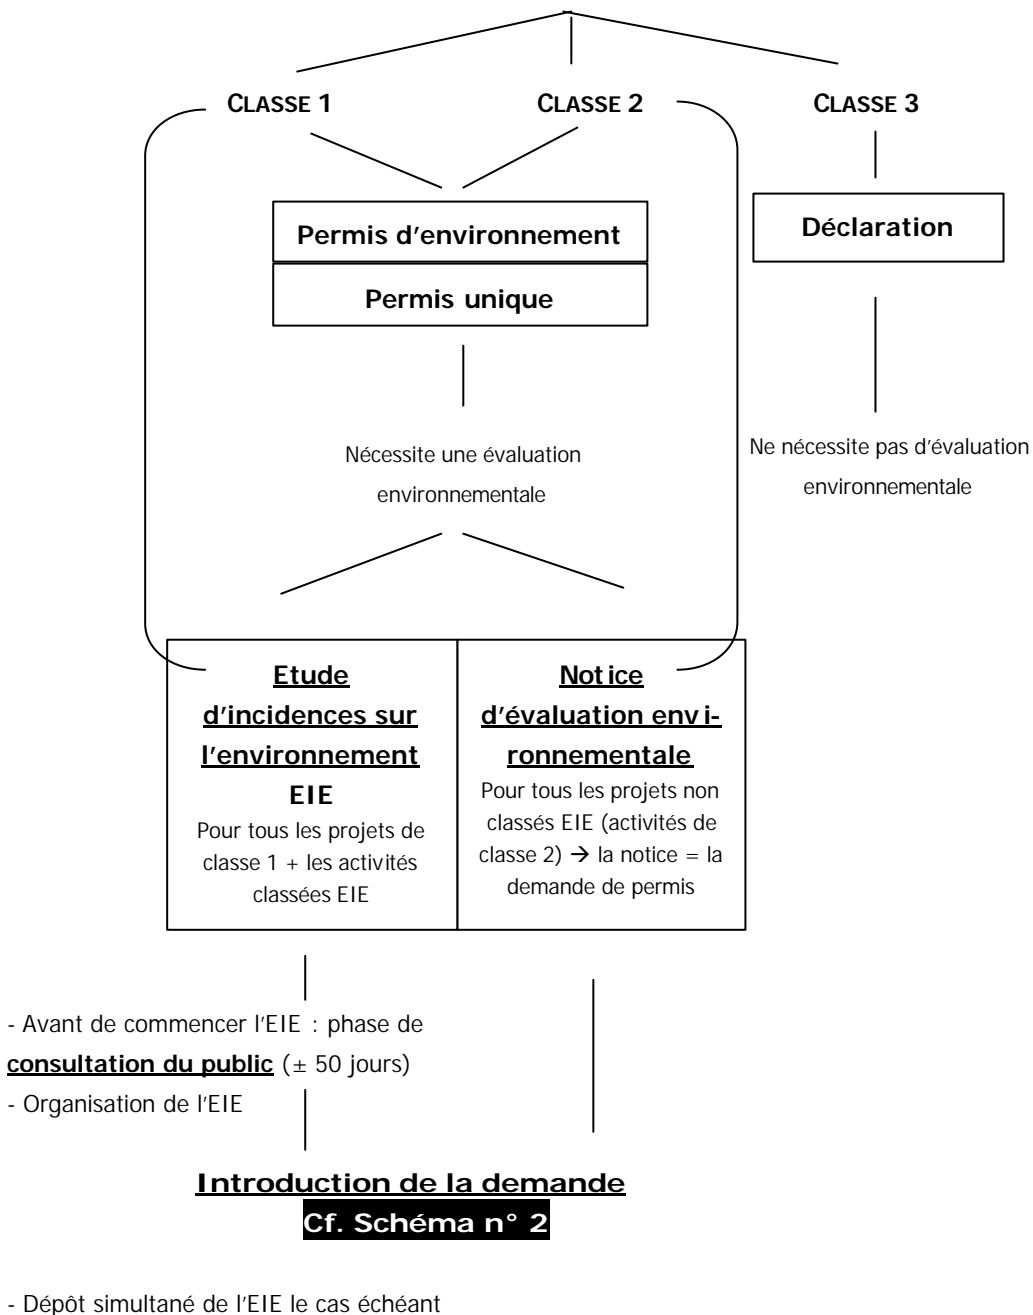 CLASSE 1
CLASSE 2
CLASSE 3
Permis d'environnement
Permis unique
Déclaration
Nécessite une évaluation
environnementale
Ne nécessite pas d'évaluation
environnementale
Etude
d'incidences sur
l'environnement
EIE
Pour tous les projets de
classe 1 + les activités
classées EIE
Notice
d'évaluation envi-
ronnementale
Pour tous les projets non
classés EIE (activités de
classe 2) → la notice = la
demande de permis
- Avant de commencer l'EIE : phase de
consultation du public (± 50 jours)
- Organisation de l'EIE
Introduction de la demande
Cf. Schéma n° 2
- Dépôt simultané de l'EIE le cas échéant